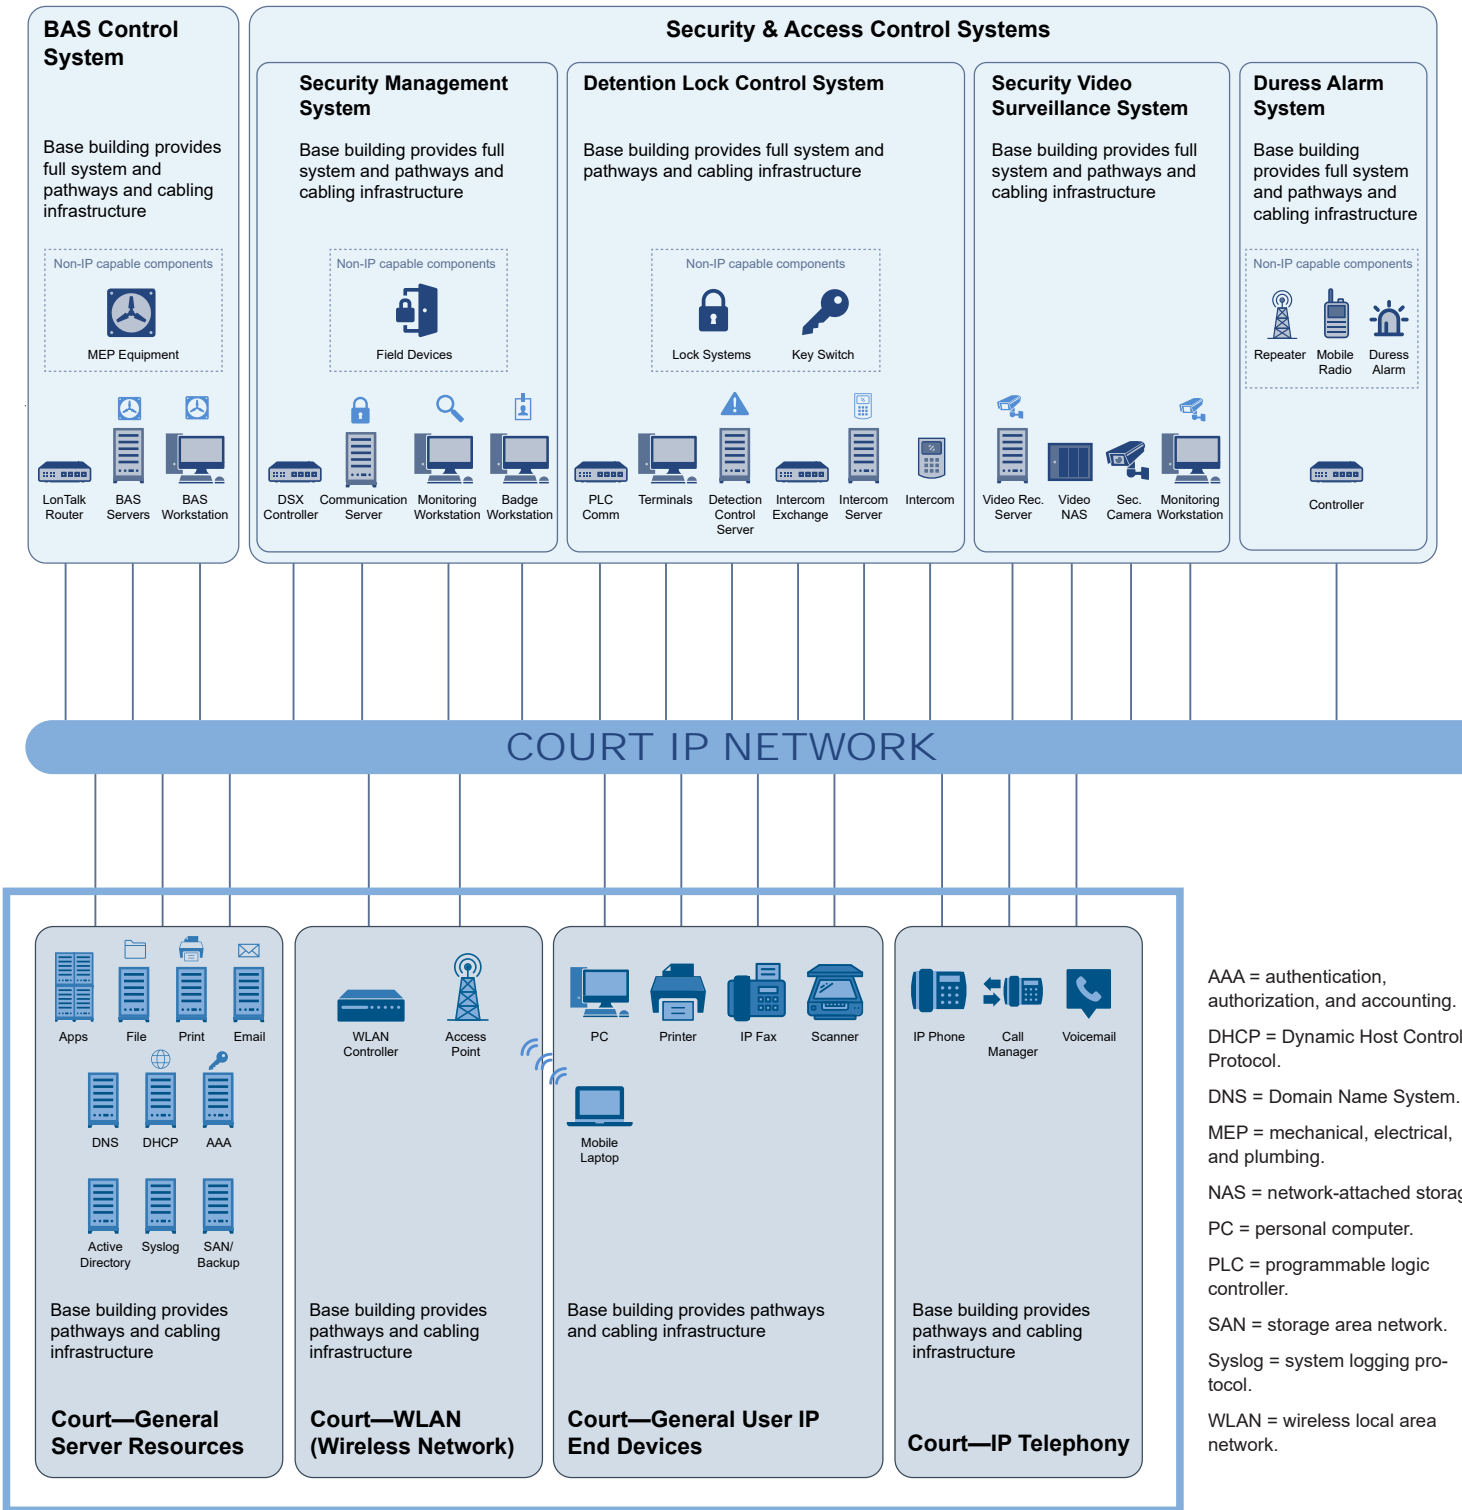 BAS Control
System
Base building provides
full system and
pathways and cabling
infrastructure
Non-IP capable components
MEP Equipment
LonTalk
Router
BAS
Servers
BAS
Workstation
Security & Access Control Systems
Security Management
System
Base building provides full
system and pathways and
cabling infrastructure
Non-IP capable components
Field Devices
DSX
Controller
Communication
Server
Monitoring
Workstation
Badge
Workstation
Detention Lock Control System
Base building provides full system and
pathways and cabling infrastructure
Non-IP capable components
Lock Systems
Key Switch
PLC
Comm
Terminals
Detection
Control
Server
Intercom
Exchange
Intercom
Server
Intercom
Security Video
Surveillance System
Base building provides full
system and pathways and
cabling infrastructure
Video Rec.
Server
Video
NAS
Sec.
Camera
Monitoring
Workstation
Duress Alarm
System
Base building
provides full system
and pathways and
cabling infrastructure
Non-IP capable components
Repeater
Mobile
Radio
Duress
Alarm
Controller
COURT IP NETWORK
Apps
File
Print
Email
DNS
DHCP
AAA
Active
Directory
Syslog
SAN/
Backup
Base building provides
pathways and cabling
infrastructure
Court—General
Server Resources
WLAN
Controller
Access
Point
Base building provides
pathways and cabling
infrastructure
Court—WLAN
(Wireless Network)
PC
Printer
IP Fax
Scanner
Mobile
Laptop
Base building provides pathways
and cabling infrastructure
Court—General User IP
End Devices
IP Phone
Call
Manager
Voicemail
Base building provides
pathways and cabling
infrastructure
Court—IP Telephony
AAA = authentication,
authorization, and accounting.
DHCP = Dynamic Host Control
Protocol.
DNS = Domain Name System.
MEP = mechanical, electrical,
and plumbing.
NAS = network-attached storag
PC = personal computer.
PLC = programmable logic
controller.
SAN = storage area network.
Syslog = system logging pro-
tocol.
WLAN = wireless local area
network.